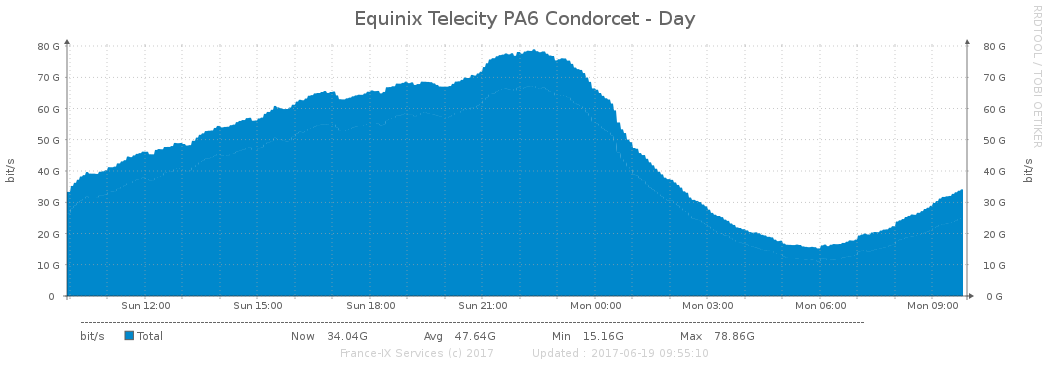 Equinix Telecity PA6 Condorcet - Day
RRDTOOL / TOBI OETIKER
bit/s
80 G 80 G
70 G 70 G
60 G 60 G
50 G 50 G
40 G 40 G
30 G 30 G
20 G 20 G
10 G 10 G
0 0 G
bit/s
Sun 12:00 Sun 15:00 Sun 18:00 Sun 21:00 Mon 00:00 Mon 03:00 Mon 06:00 Mon 09:00
bit/s Total Now 34.04G Avg 47.64G Min 15.16G Max 78.86G
France-IX Services (c) 2017 Updated : 2017-06-19 09:55:10